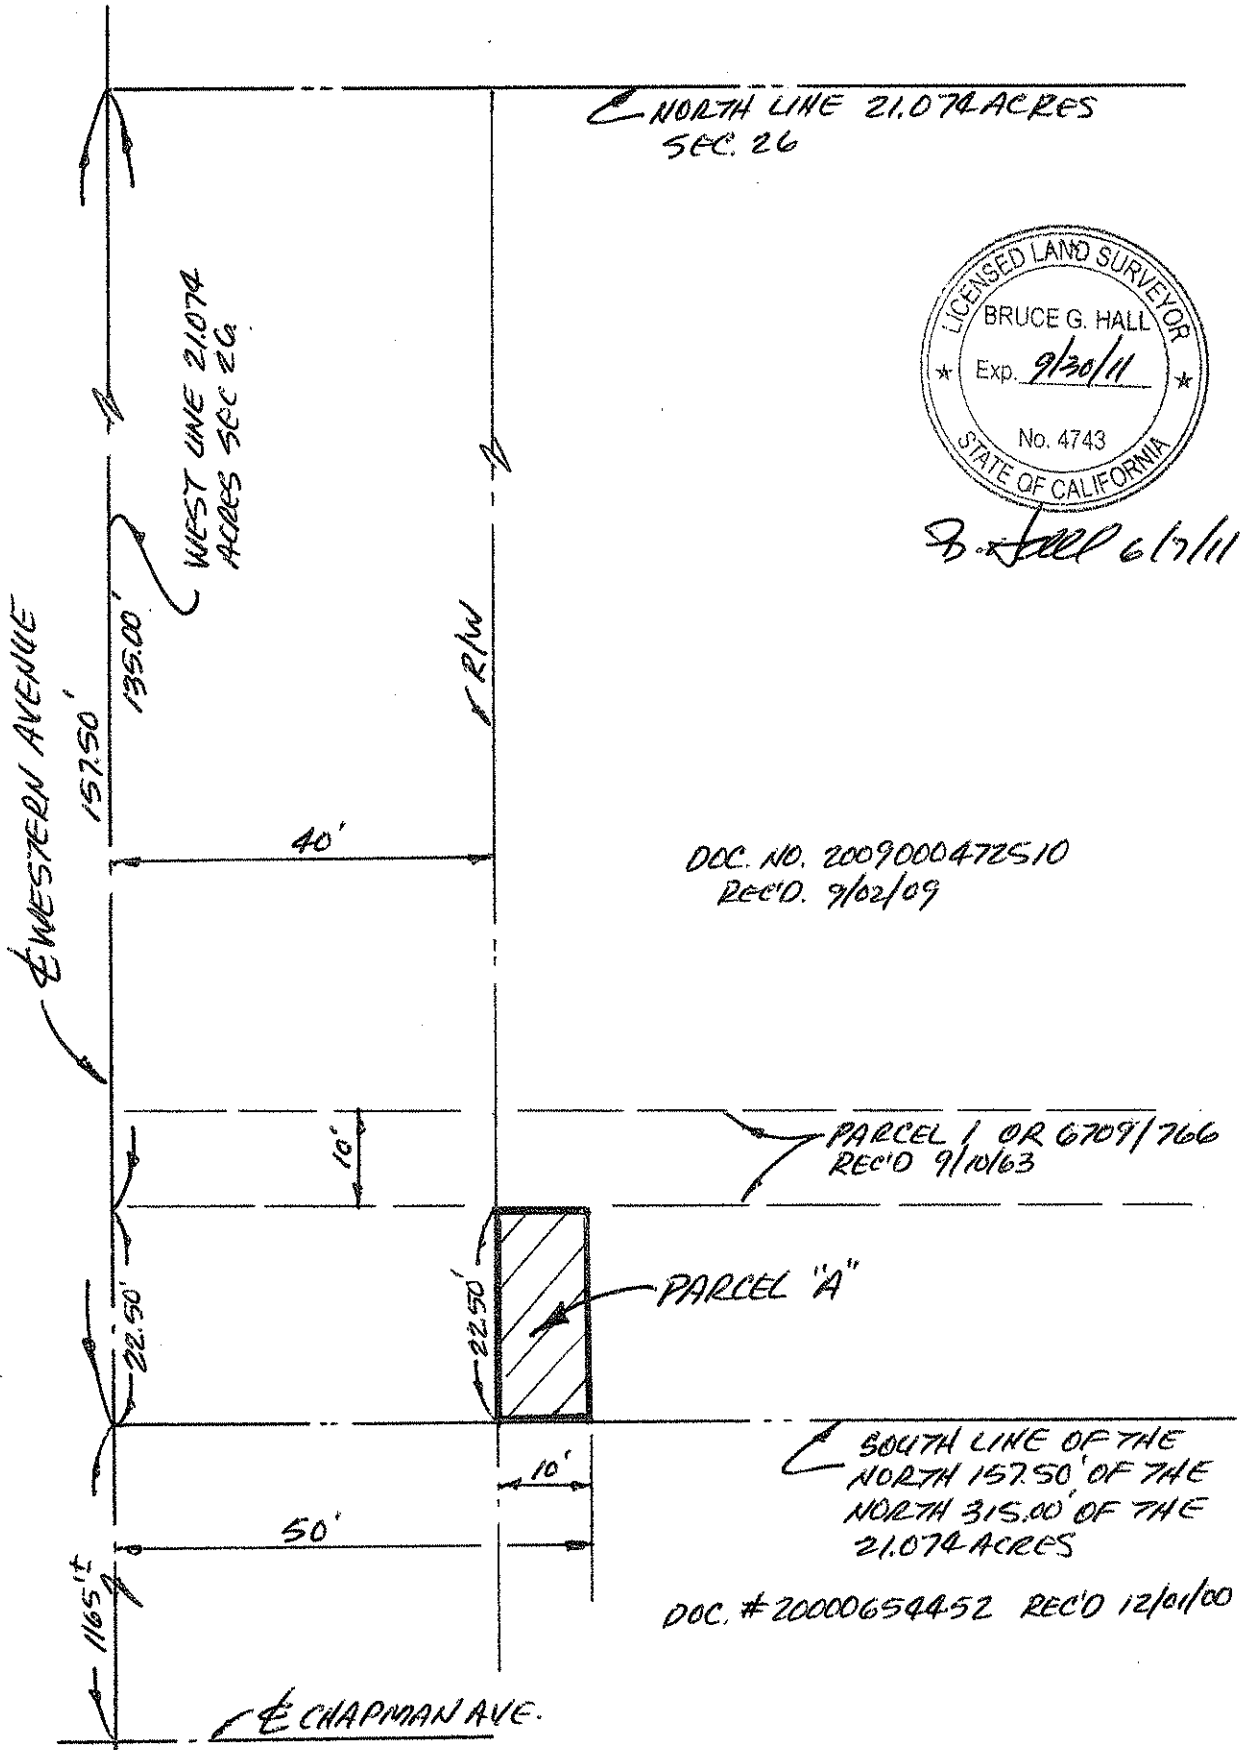 NORTH LINE 21.074 ACRES
SEC. 26
LICENSED LAND SURVEYOR
BRUCE G. HALL
Exp. 9/30/11
No. 4743
STATE OF CALIFORNIA
B. Hall 6/7/11
WEST LINE 21.074
ACRES SEC 26
℄ WESTERN AVENUE
157.50'
135.00'
R/W
40'
DOC. NO. 2009000472510
REC'D. 9/02/09
10'
PARCEL 1 OR 6709/766
REC'D 9/10/63
22.50'
22.50'
PARCEL "A"
10'
50'
SOUTH LINE OF THE
NORTH 157.50' OF THE
NORTH 315.00' OF THE
21.074 ACRES
1165'±
DOC. #20000654452 REC'D 12/01/00
℄ CHAPMAN AVE.